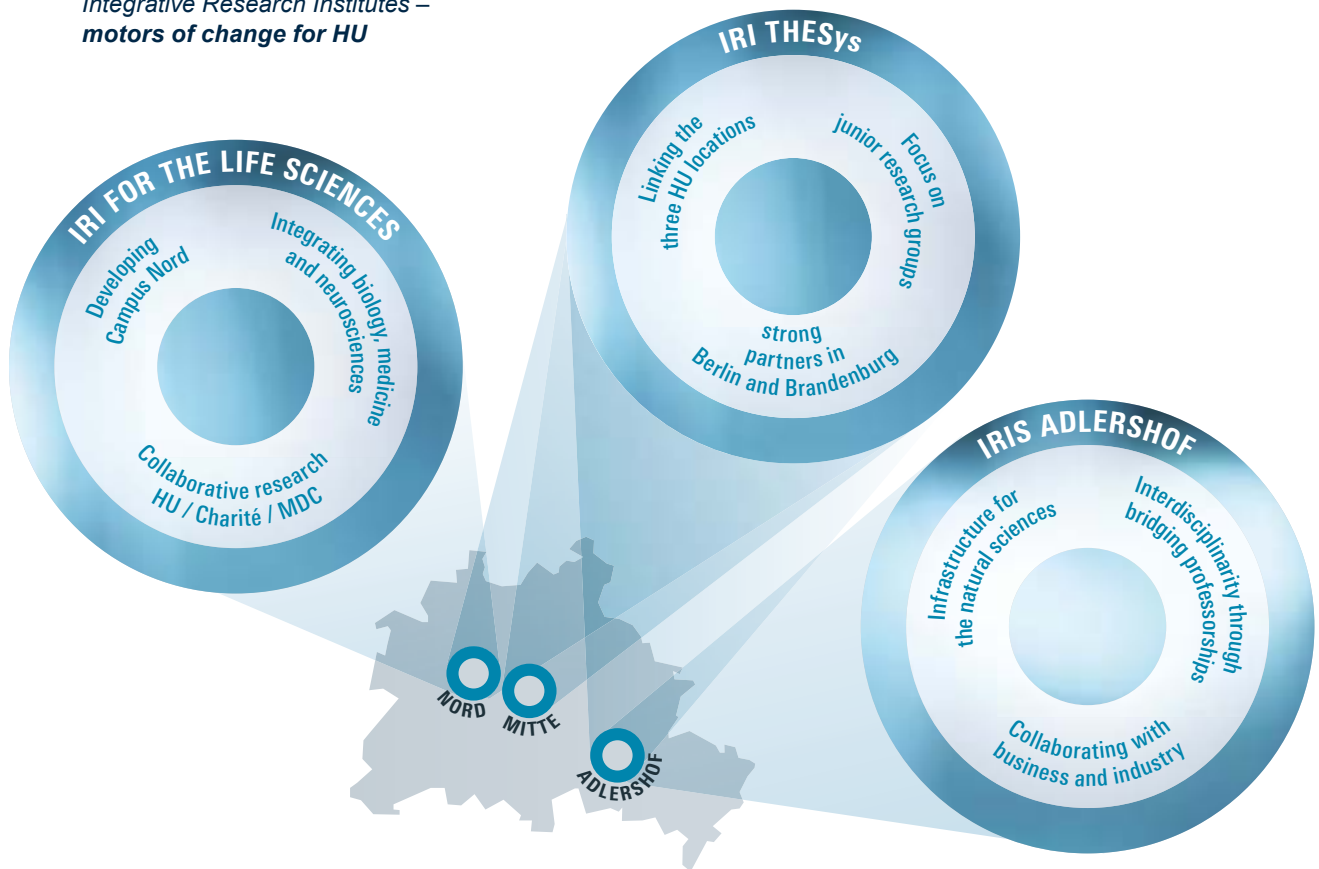 Integrative Research Institutes –
motors of change for HU
IRI THESys
Linking the
three HU locations
Focus on
junior research groups
strong
partners in
Berlin and Brandenburg
IRI FOR THE LIFE SCIENCES
Developing
Campus Nord
Integrating biology, medicine
and neurosciences
Collaborative research
HU / Charité / MDC
IRIS ADLERSHOF
Infrastructure for
the natural sciences
Interdisciplinarity through
bridging professorships
Collaborating with
business and industry
NORD
MITTE
ADLERSHOF